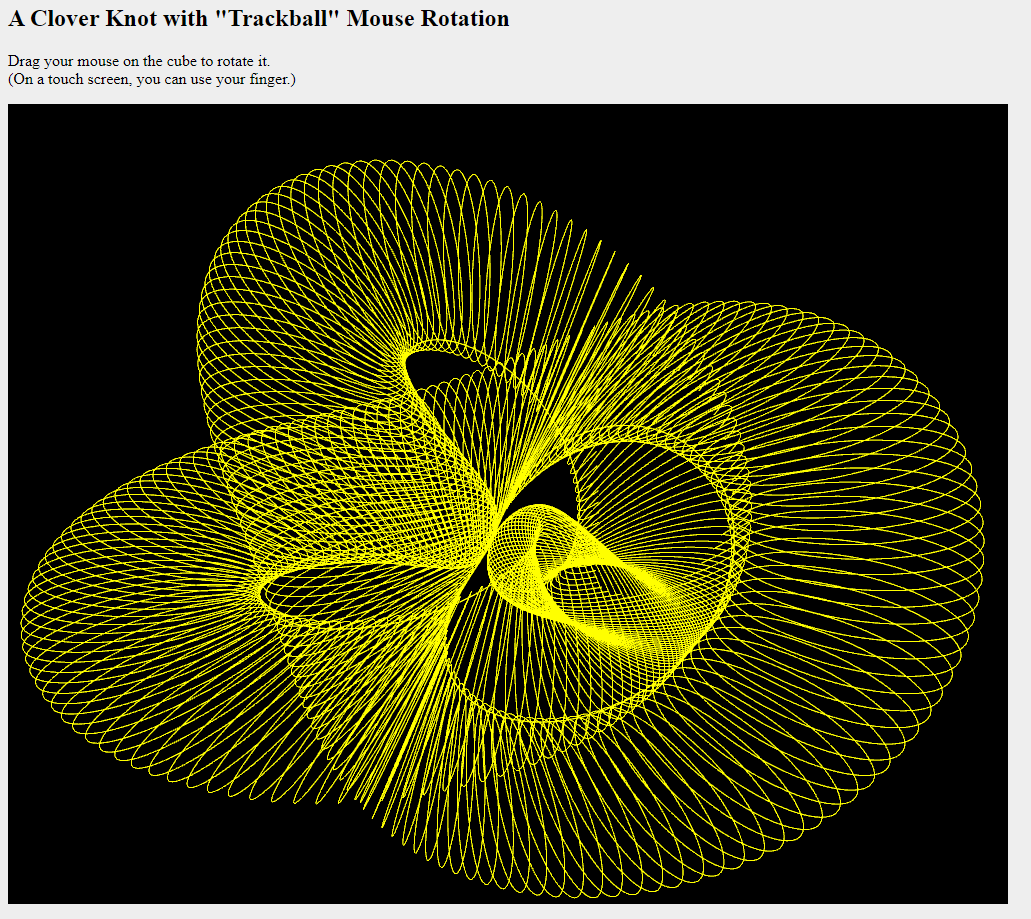 A Clover Knot with "Trackball" Mouse Rotation
Drag your mouse on the cube to rotate it.
(On a touch screen, you can use your finger.)